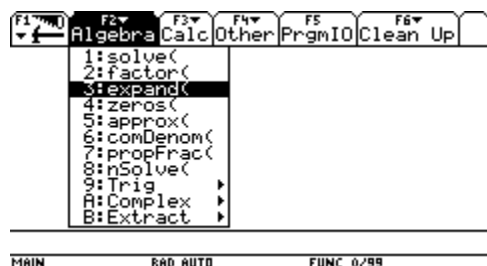 F1 F2 F3 F4 F5 F6
Algebra Calc Other PrgmIO Clean Up
1:solve(
2:factor(
3:expand(
4:zeros(
5:approx(
6:comDenom(
7:propFrac(
8:nSolve(
9:Trig
A:Complex
B:Extract
MAIN RAD AUTO FUNC 0/99